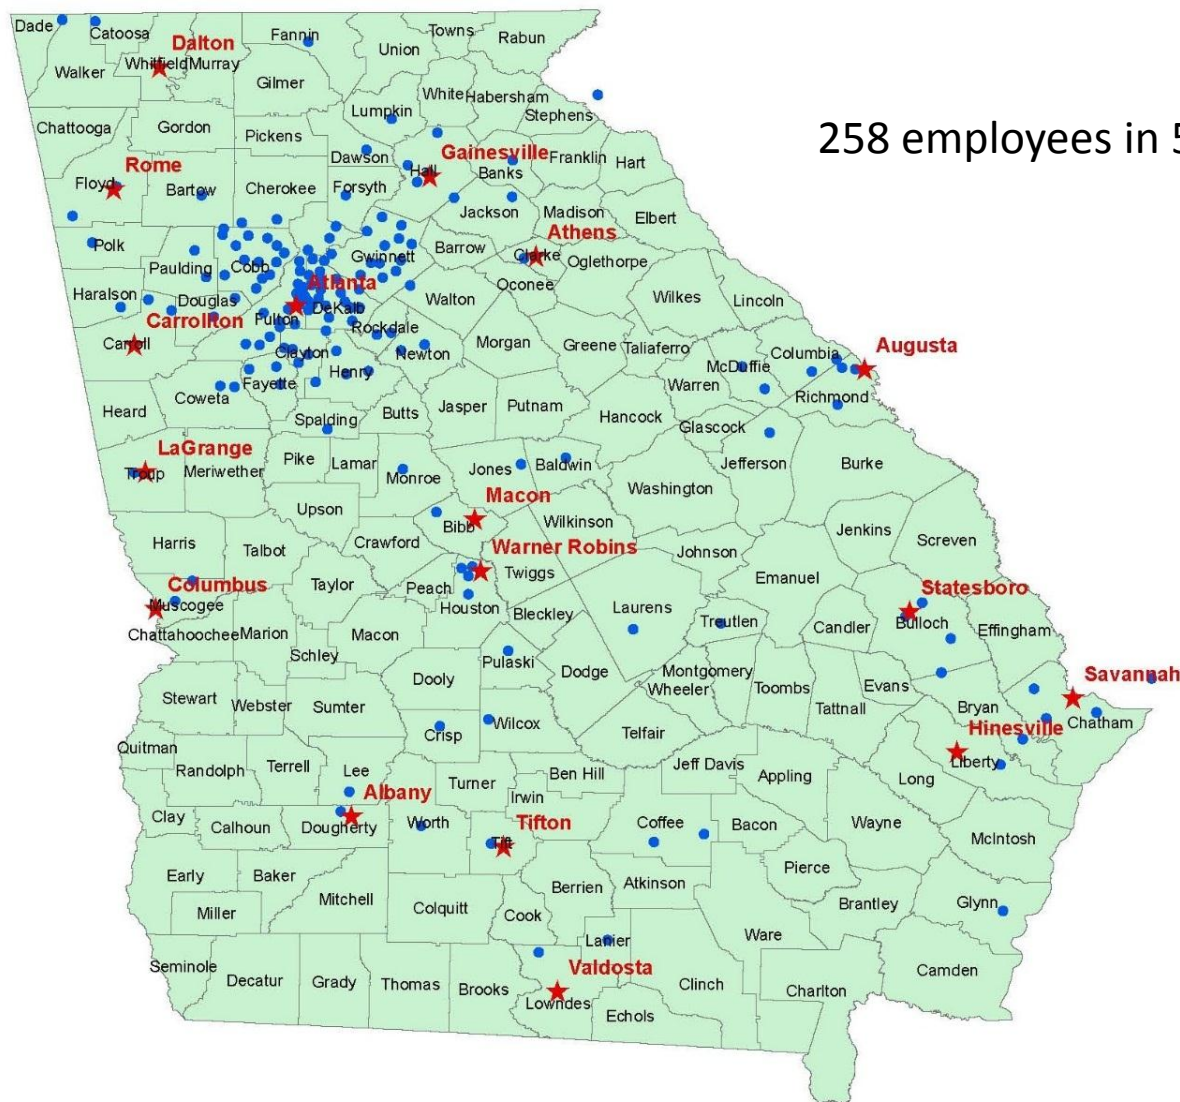 258 employees in 5
Dade
Catoosa
Fannin
Towns
Rabun
Union
Dalton
Whitfield
Murray
Walker
Gilmer
White
Habersham
Stephens
Lumpkin
Chattooga
Gordon
Pickens
Dawson
Gainesville
Hall
Banks
Franklin
Hart
Rome
Floyd
Bartow
Cherokee
Forsyth
Jackson
Madison
Elbert
Polk
Paulding
Cobb
Gwinnett
Barrow
Athens
Clarke
Oglethorpe
Oconee
Haralson
Douglas
Atlanta
Fulton
DeKalb
Walton
Wilkes
Lincoln
Carrollton
Carroll
Clayton
Rockdale
Newton
Morgan
Greene
Taliaferro
McDuffie
Columbia
Augusta
Warren
Richmond
Heard
Coweta
Fayette
Henry
Spalding
Butts
Jasper
Putnam
Hancock
Glascock
Jefferson
Burke
LaGrange
Troup
Meriwether
Pike
Lamar
Monroe
Jones
Baldwin
Washington
Macon
Bibb
Wilkinson
Upson
Crawford
Jenkins
Screven
Harris
Talbot
Warner Robins
Twiggs
Johnson
Emanuel
Columbus
Muscogee
Taylor
Peach
Houston
Bleckley
Laurens
Treutlen
Candler
Statesboro
Bulloch
Effingham
Chattahoochee
Marion
Schley
Macon
Pulaski
Dodge
Montgomery
Wheeler
Toombs
Evans
Tattnall
Savannah
Bryan
Chatham
Stewart
Webster
Sumter
Dooly
Crisp
Wilcox
Telfair
Hinesville
Liberty
Long
Quitman
Randolph
Terrell
Lee
Turner
Ben Hill
Irwin
Jeff Davis
Appling
Clay
Calhoun
Albany
Dougherty
Worth
Tifton
Tift
Coffee
Bacon
Wayne
McIntosh
Early
Baker
Mitchell
Colquitt
Berrien
Atkinson
Pierce
Brantley
Glynn
Miller
Cook
Lanier
Ware
Seminole
Decatur
Grady
Thomas
Brooks
Valdosta
Lowndes
Echols
Clinch
Charlton
Camden